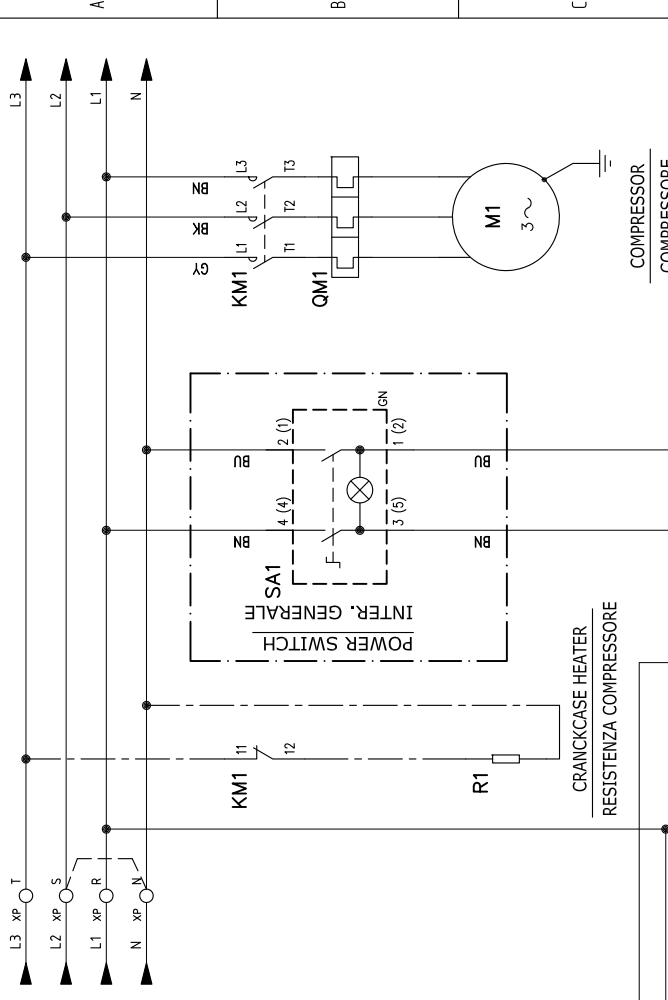 A
B
C
L3
L2
L1
N
BN
BK
GY
L3
L2
L1
T3
T2
T1
KM1
QM1
M1
3~
COMPRESSOR
BU
BN
2 (1)
4 (4)
GN
1 (2)
3 (5)
BU
BN
SA1
POWER SWITCH
INTER. GENERALE
KM1
11
12
R1
CRANCKCASE HEATER
RESISTENZA COMPRESSORE
L3 XP T
L2 XP S
L1 XP R
N XP N